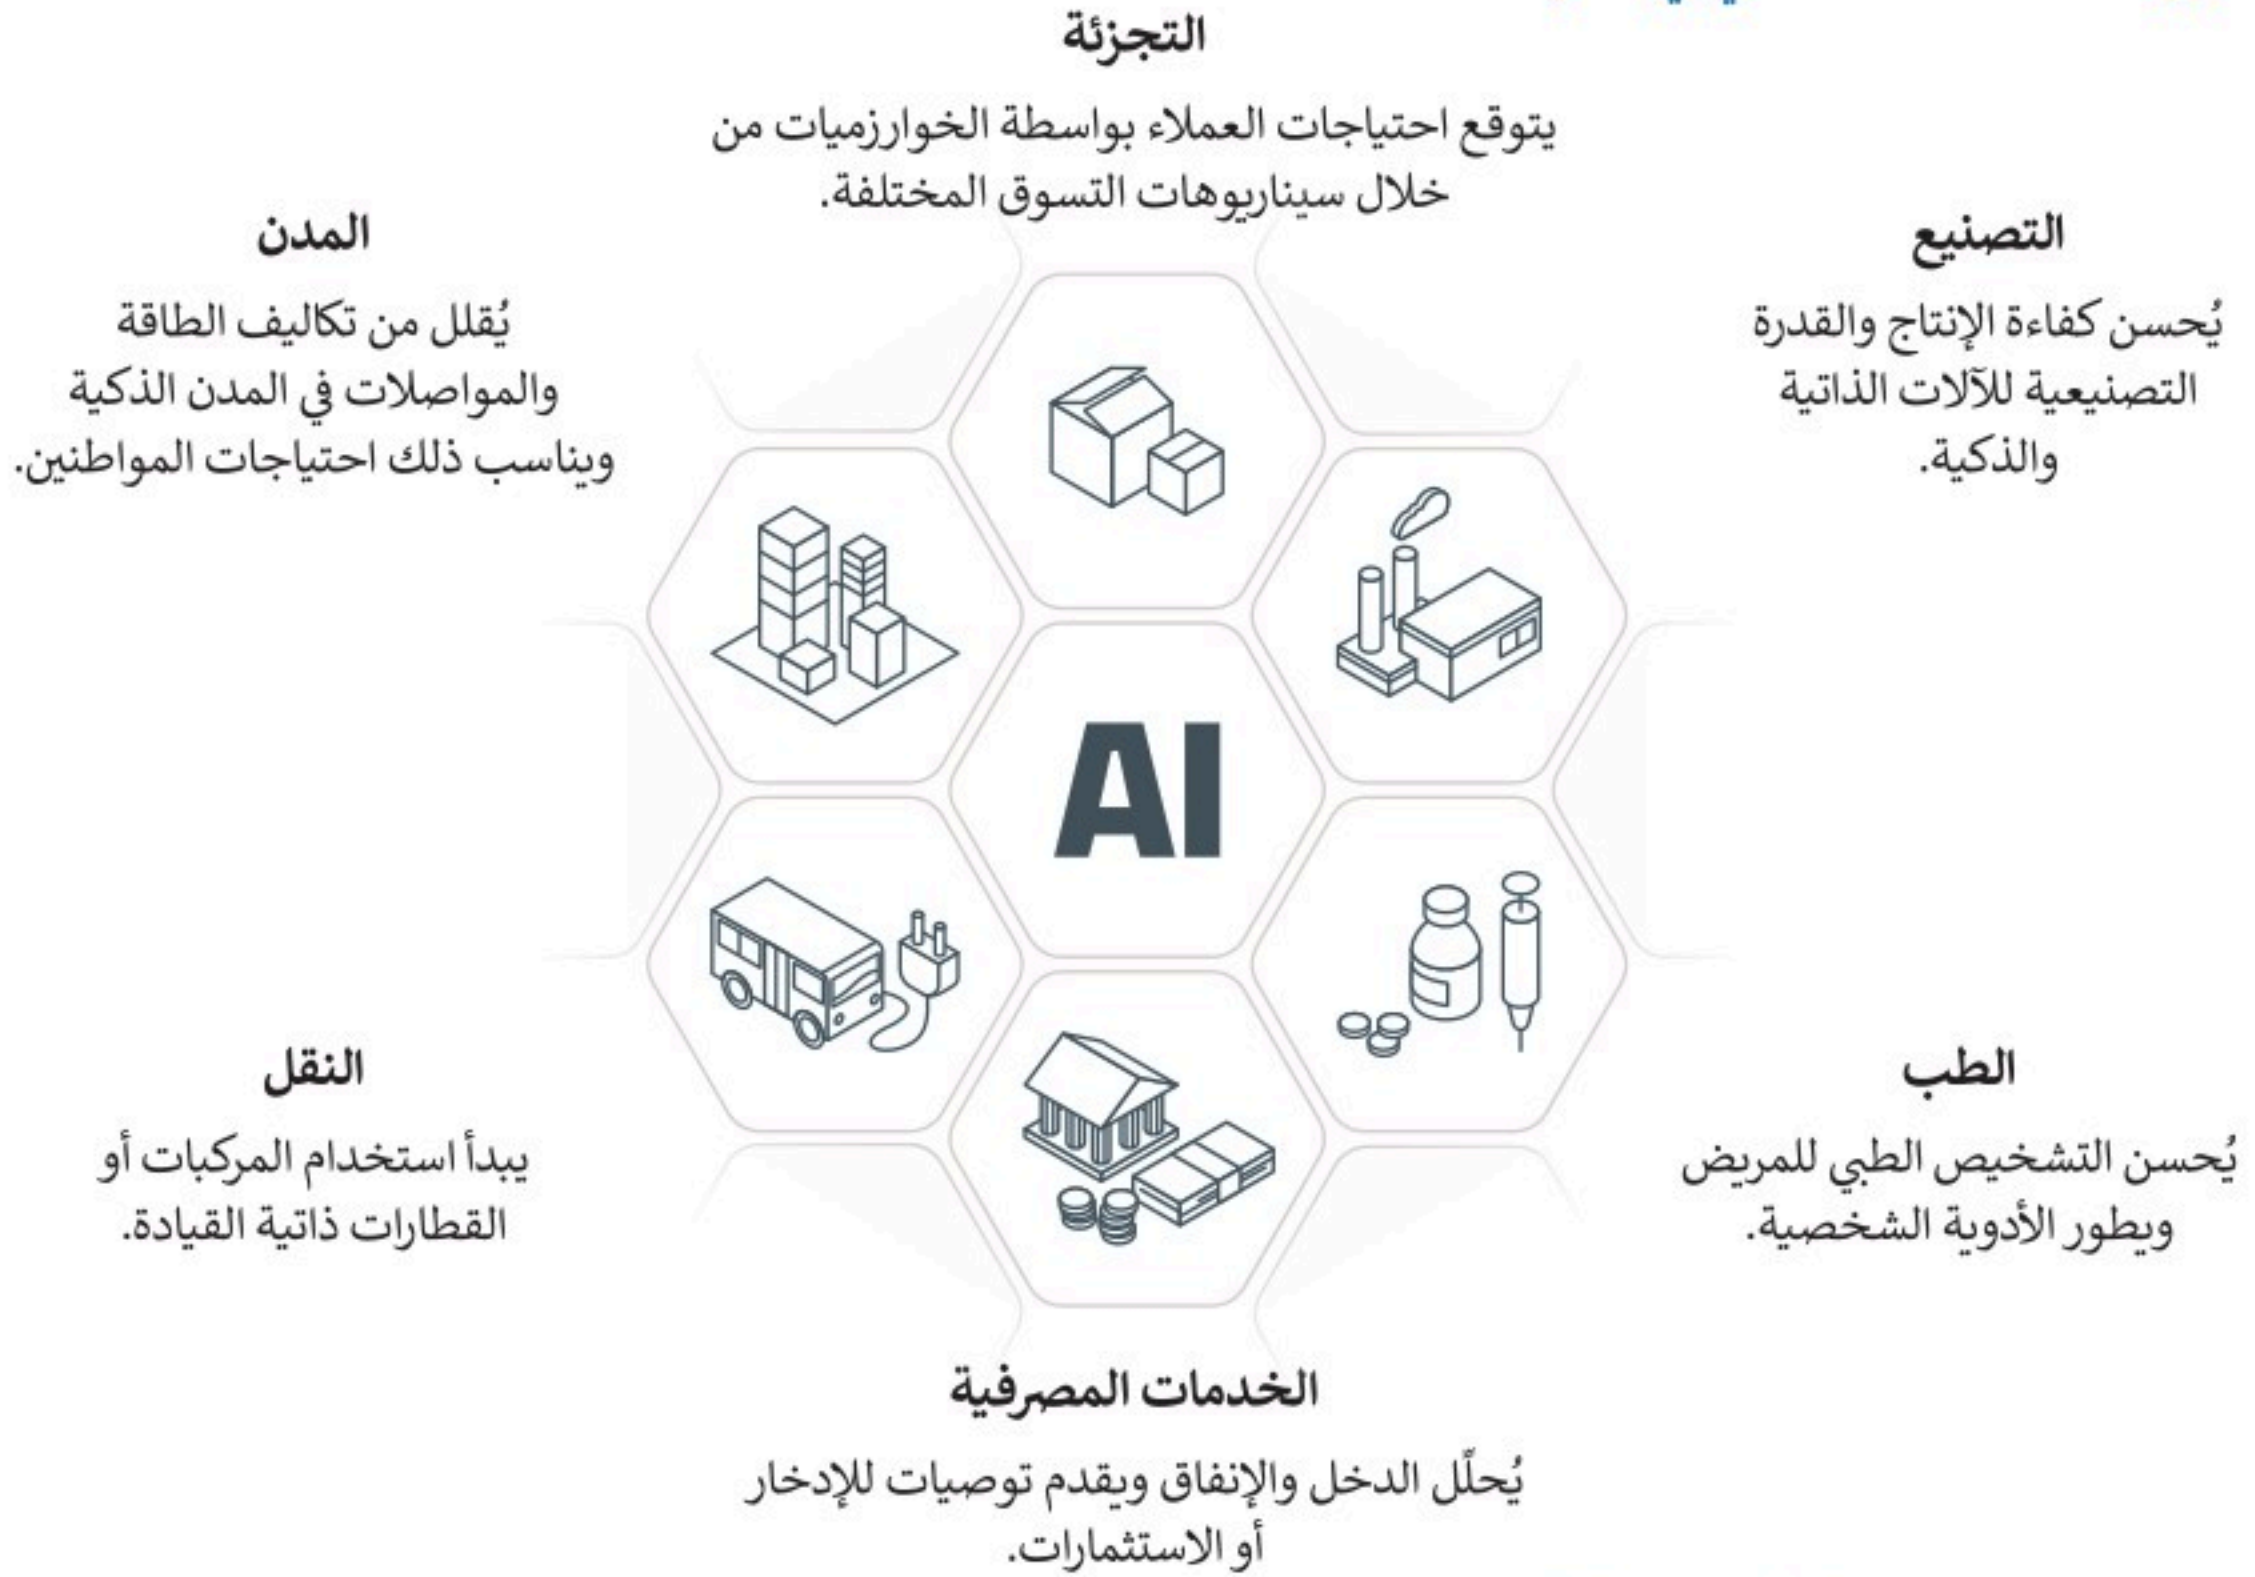 التجزئة
يتوقع احتياجات العملاء بواسطة الخوارزميات من
خلال سيناريوهات التسوق المختلفة.
التصنيع
يُحسن كفاءة الإنتاج والقدرة
التصنيعية للآلات الذاتية
والذكية.
المدن
يُقلل من تكاليف الطاقة
والمواصلات في المدن الذكية
ويناسب ذلك احتياجات المواطنين.
AI
الطب
يُحسن التشخيص الطبي للمريض
ويطور الأدوية الشخصية.
النقل
يبدأ استخدام المركبات أو
القطارات ذاتية القيادة.
الخدمات المصرفية
يُحلّل الدخل والإنفاق ويقدم توصيات للإدخار
أو الاستثمارات.